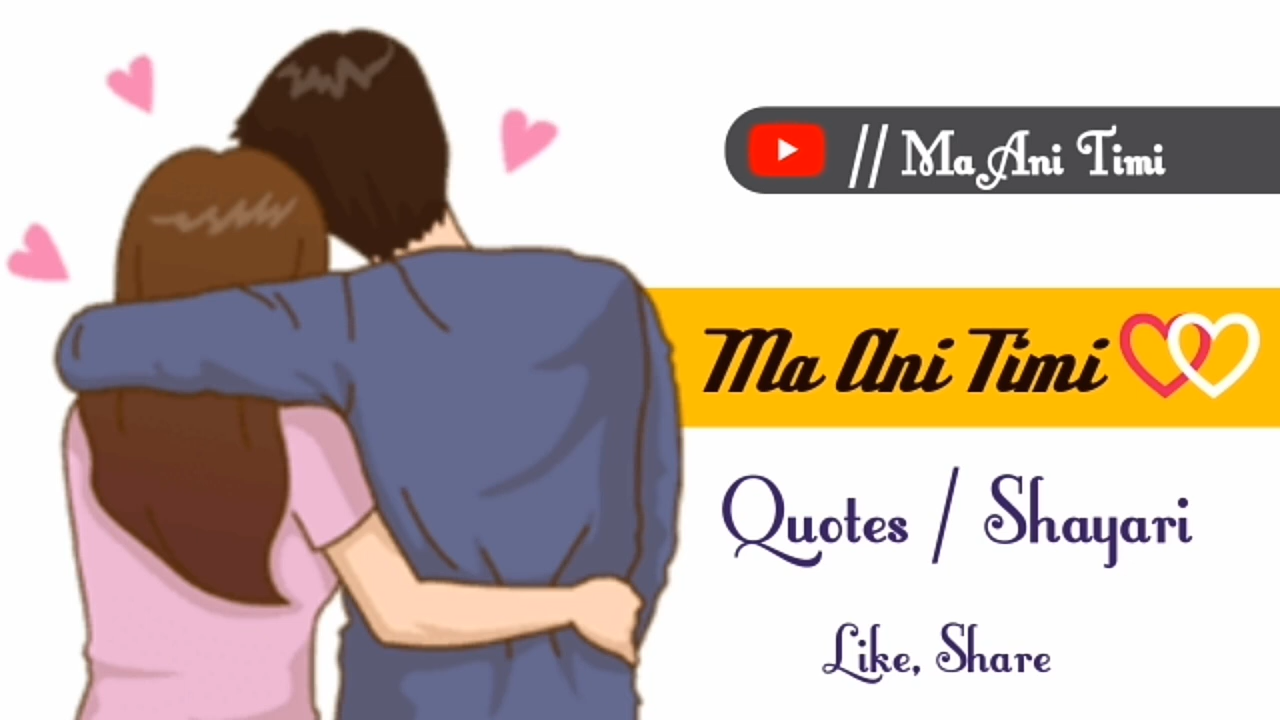 // Ma Ani Timi
Ma Ani Timi
Quotes / Shayari
Like, Share